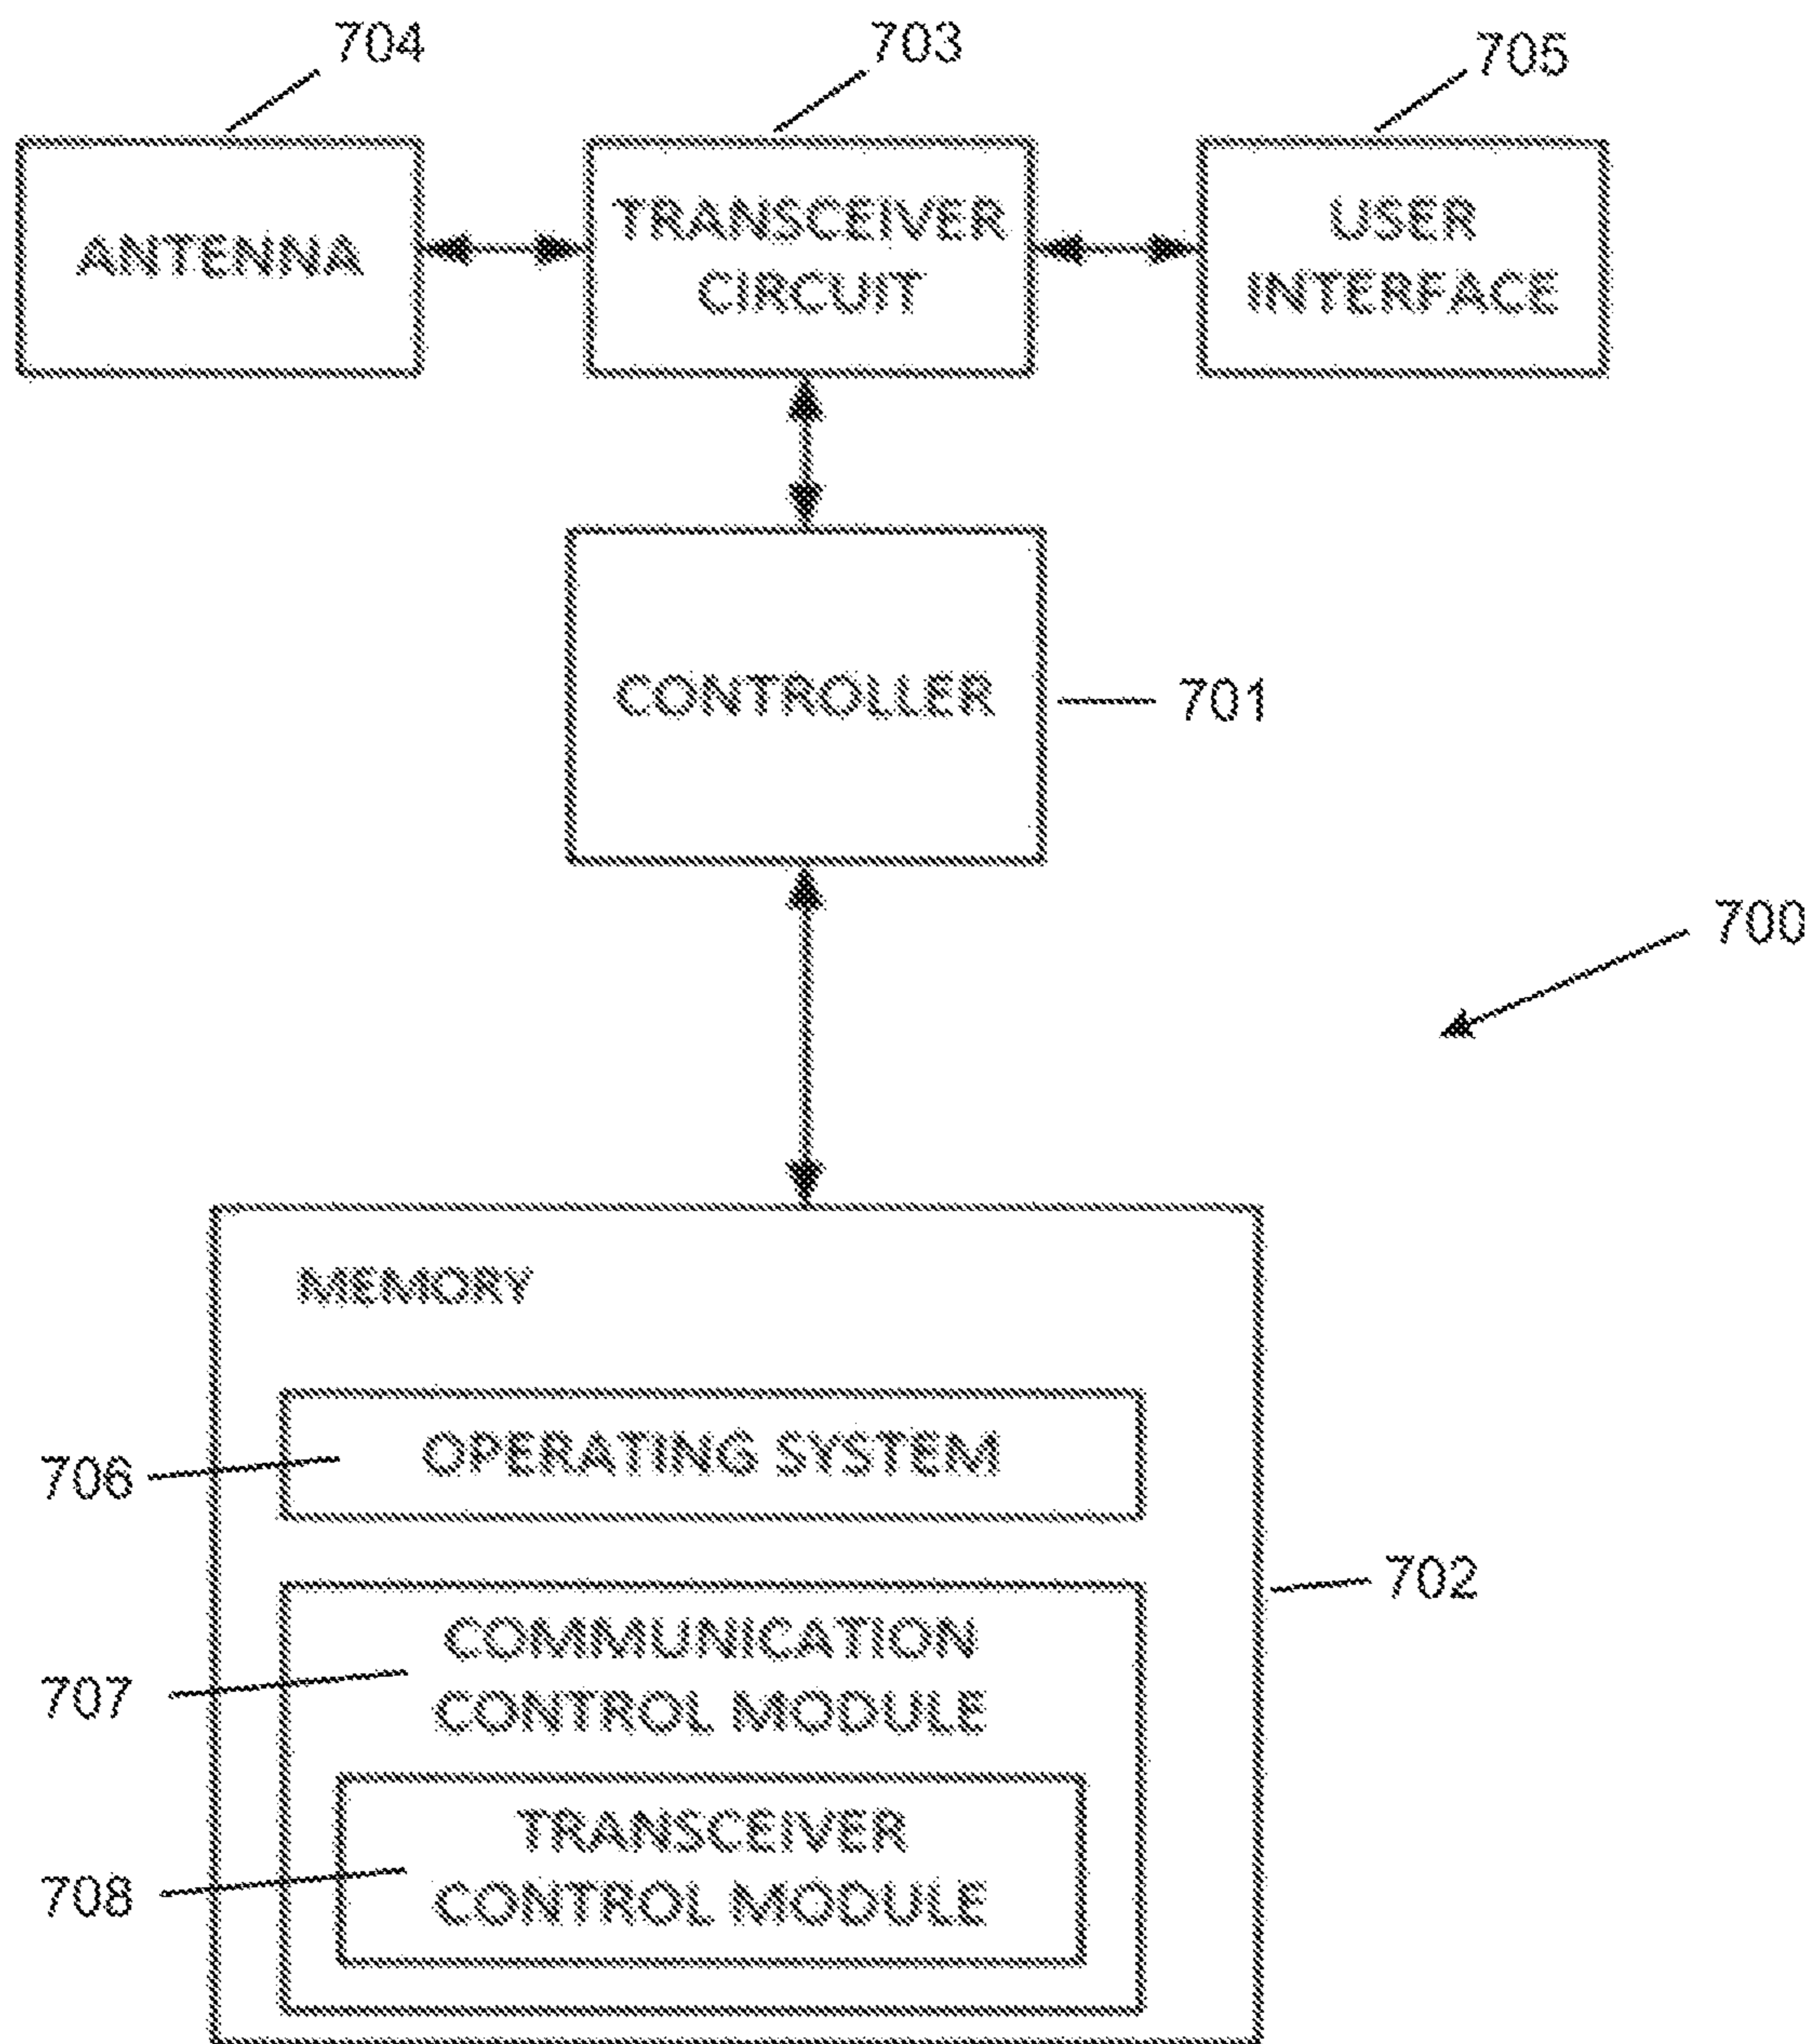 704
703
705
ANTENNA
TRANSCEIVER
CIRCUIT
USER
INTERFACE
CONTROLLER
701
700
MEMORY
706
OPERATING SYSTEM
702
COMMUNICATION
707
CONTROL MODULE
TRANSCEIVER
708
CONTROL MODULE